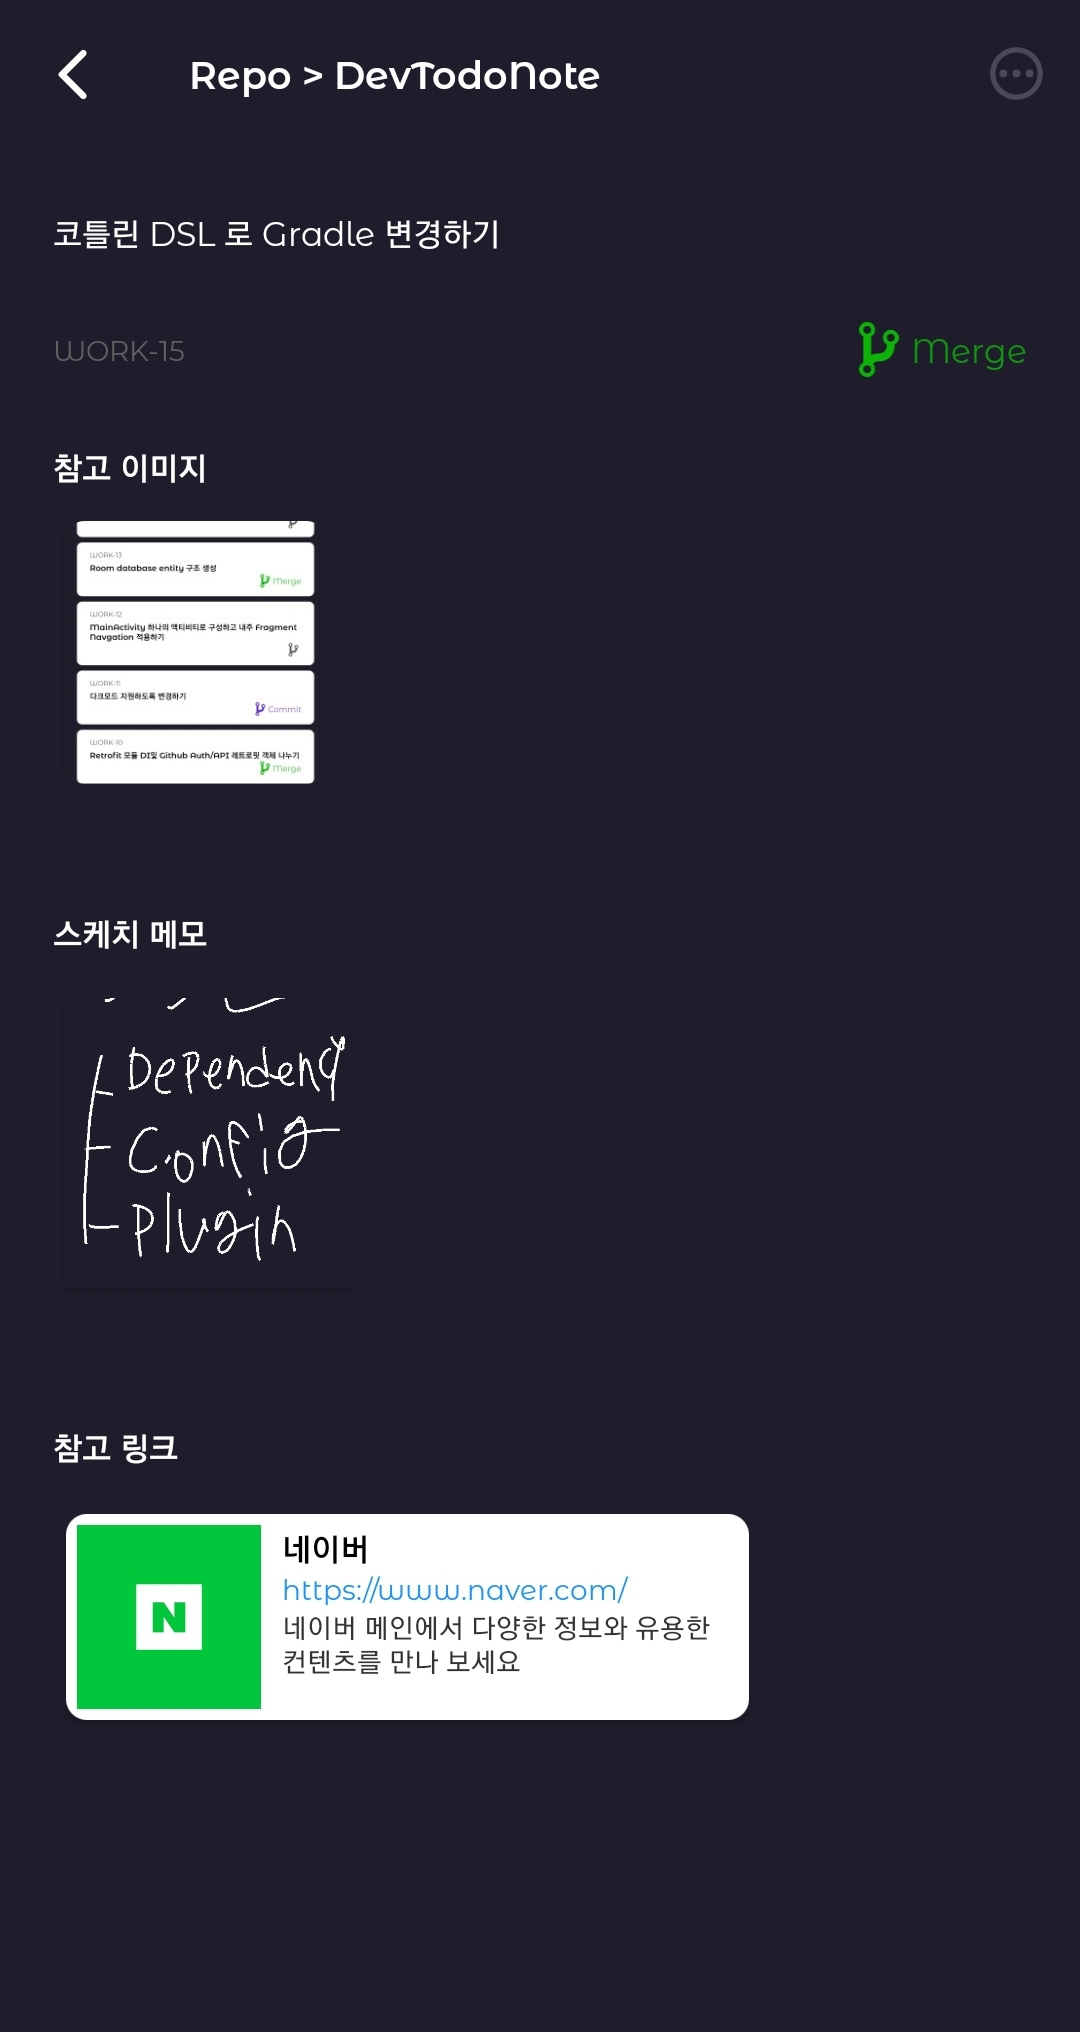 Repo > DevTodoNote
코틀린 DSL 로 Gradle 변경하기
WORK-15
Merge
참고 이미지
WORK-13
Room database entity 구조 생성
Merge
WORK-12
MainActivity 하나의 액티비티로 구성하고 내주 Fragment
Navgation 적용하기
WORK-11
다크모드 지원하도록 변경하기
Commit
WORK-10
Retrofit 모듈 DI및 Github Auth/API 레트로핏 객체 나누기
Merge
스케치 메모
Dependency
Config
Plugin
참고 링크
N
네이버
https://www.naver.com/
네이버 메인에서 다양한 정보와 유용한
컨텐츠를 만나 보세요